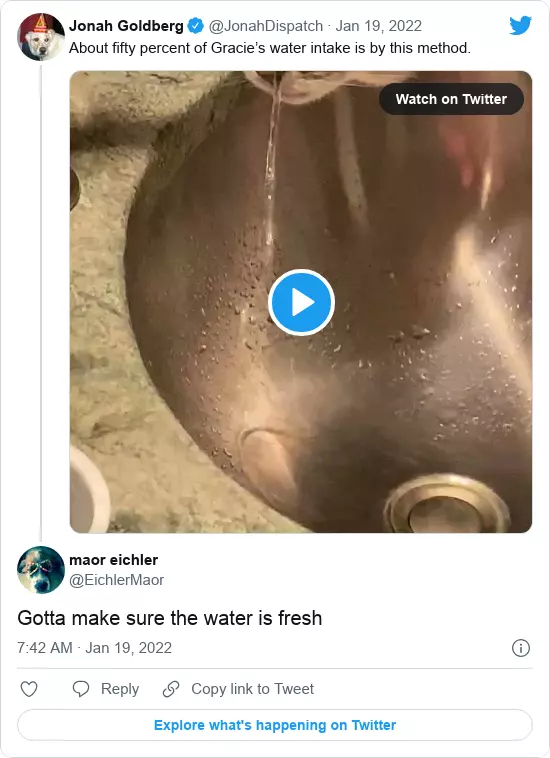 Jonah Goldberg @JonahDispatch · Jan 19, 2022
About fifty percent of Gracie’s water intake is by this method.
Watch on Twitter
maor eichler
@EichlerMaor
Gotta make sure the water is fresh
7:42 AM · Jan 19, 2022
Reply
Copy link to Tweet
Explore what's happening on Twitter